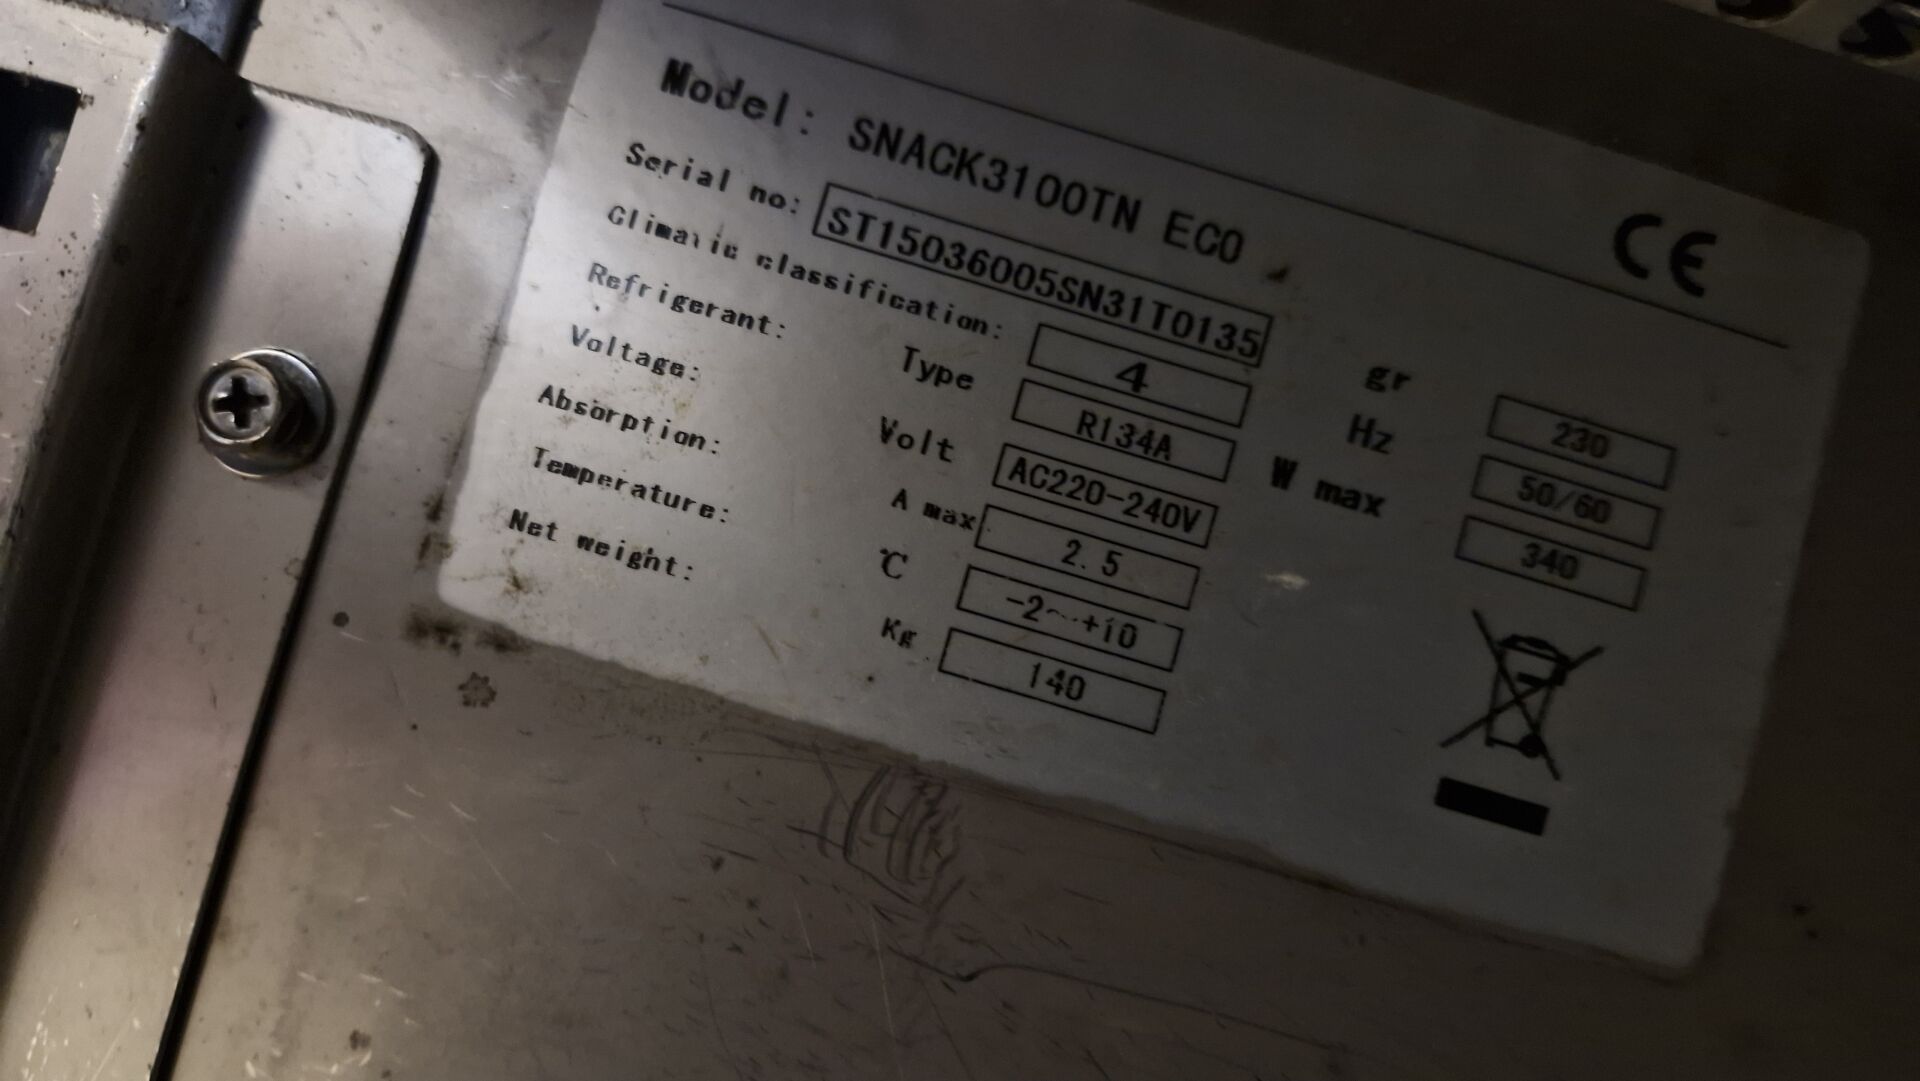 Model: SNACK3100TN ECO
CE
Serial no: ST15036005SN31T0135
Climatic classification: 4
Refrigerant: Type R134A gr 230
Voltage: Volt AC220-240V Hz 50/60
Absorption: A max 2.5 W max 340
Temperature: ℃ -2~+10
Net weight: Kg 140